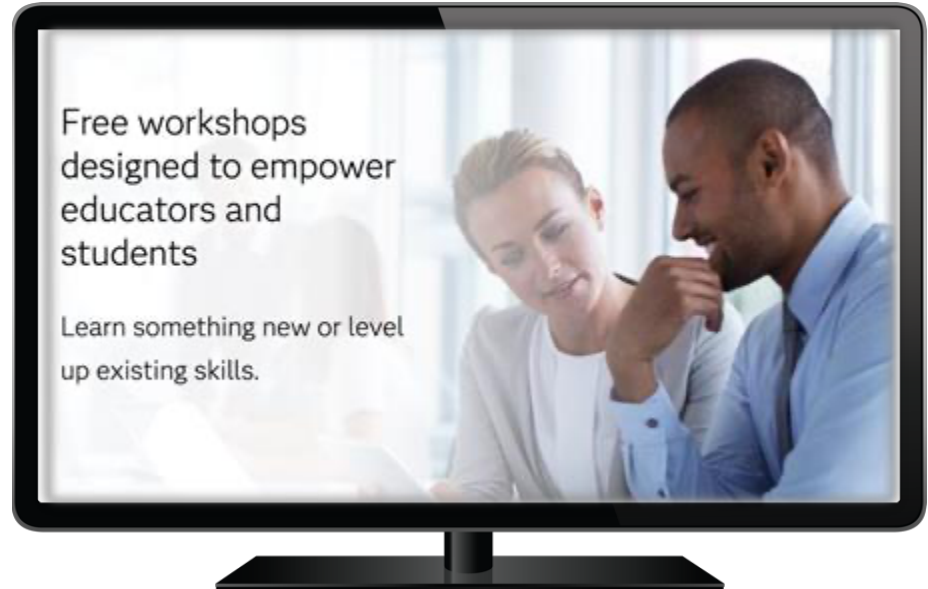 Free workshops
designed to empower
educators and
students
Learn something new or level
up existing skills.